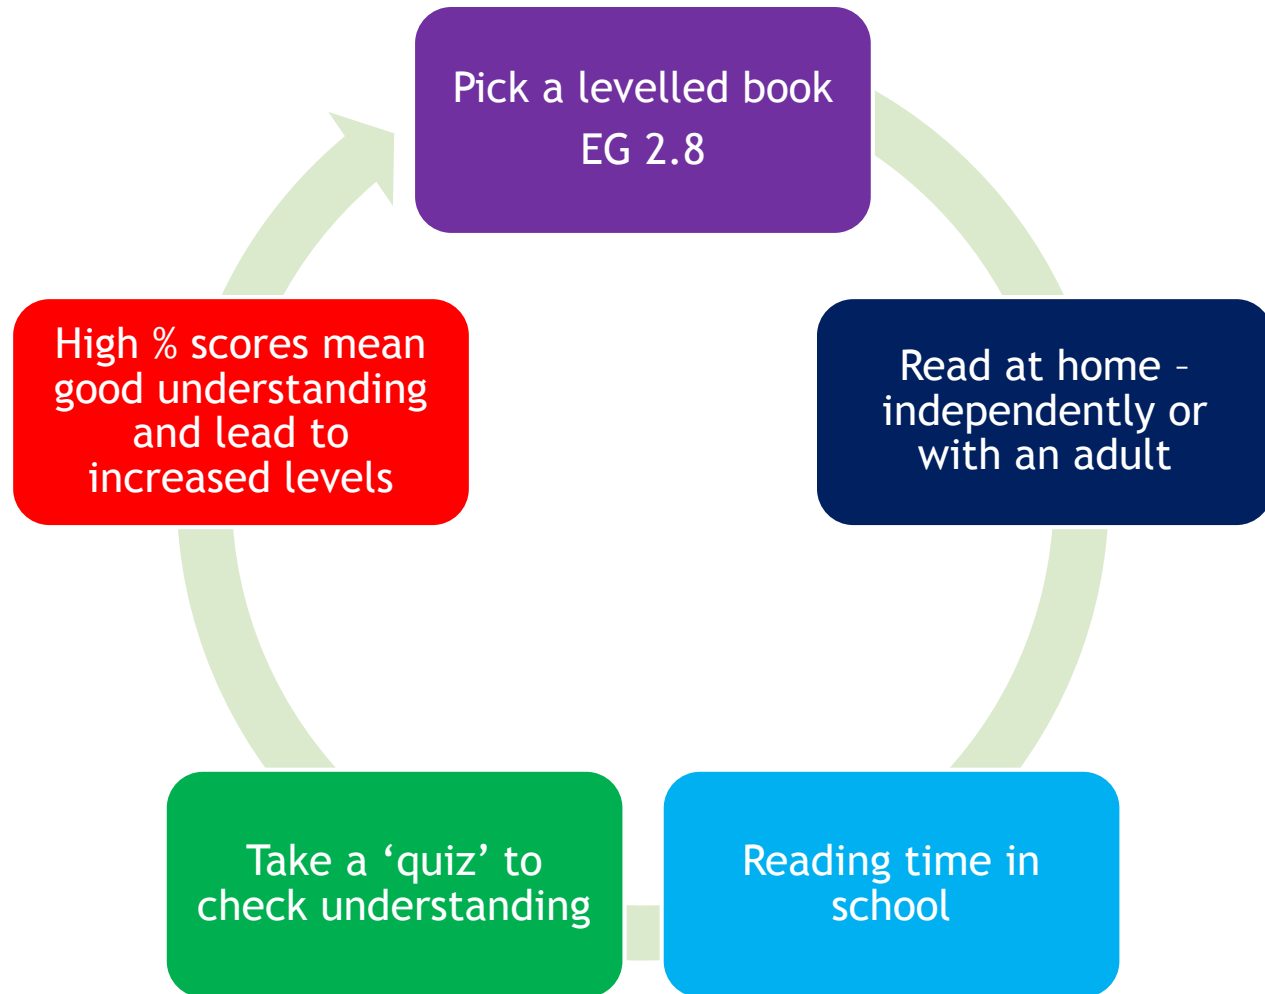 Pick a levelled book
EG 2.8
Read at home –
independently or
with an adult
Reading time in
school
Take a ‘quiz’ to
check understanding
High % scores mean
good understanding
and lead to
increased levels